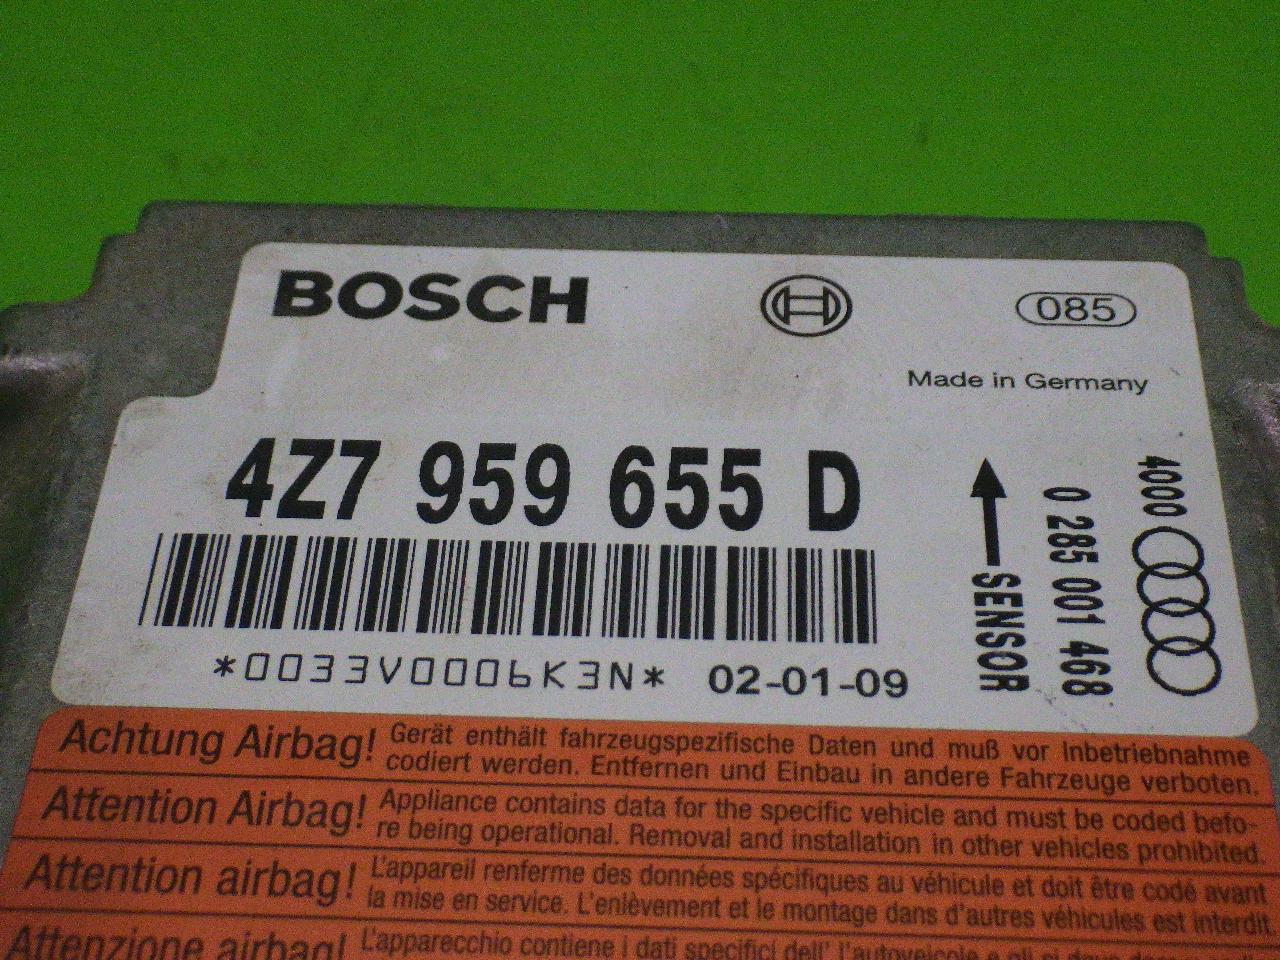 BOSCH
085
Made in Germany
4Z7 959 655 D
*0033V0006K3N* 02-01-09
SENSOR
0 285 001 468
4000
Achtung Airbag! Gerät enthält fahrzeugspezifische Daten und muß vor Inbetriebnahme
codiert werden. Entfernen und Einbau in andere Fahrzeuge verboten.
Attention Airbag! Appliance contains data for the specific vehicle and must be coded befo-
re being operational. Removal and installation in other vehicles prohibited.
Attention airbag! L'appareil renferme des données spécifiques au véhicule et doit être codé avant
la mise en service. L'enlèvement et le montage dans d'autres véhicules est interdit.
Attenzione airbag! L'apparecchio contiene i dati specifici dell' l'autoveicolo e